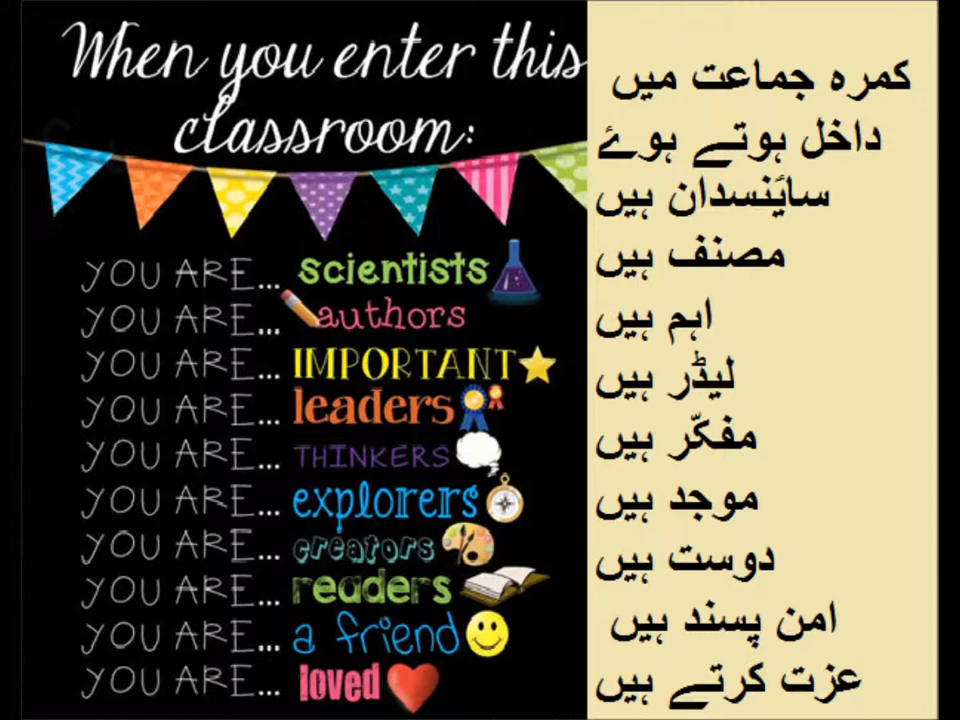 When you enter this
classroom:
YOU ARE... scientists
YOU ARE... authors
YOU ARE... IMPORTANT
YOU ARE... leaders
YOU ARE... THINKERS
YOU ARE... explorers
YOU ARE... creators
YOU ARE... readers
YOU ARE... a friend
YOU ARE... loved
کمرہ جماعت میں
داخل ہوتے ہوۓ
سائنسدان ہیں
مصنف ہیں
اہم ہیں
لیڈر ہیں
مفکّر ہیں
موجد ہیں
دوست ہیں
امن پسند ہیں
عزت کرتے ہیں